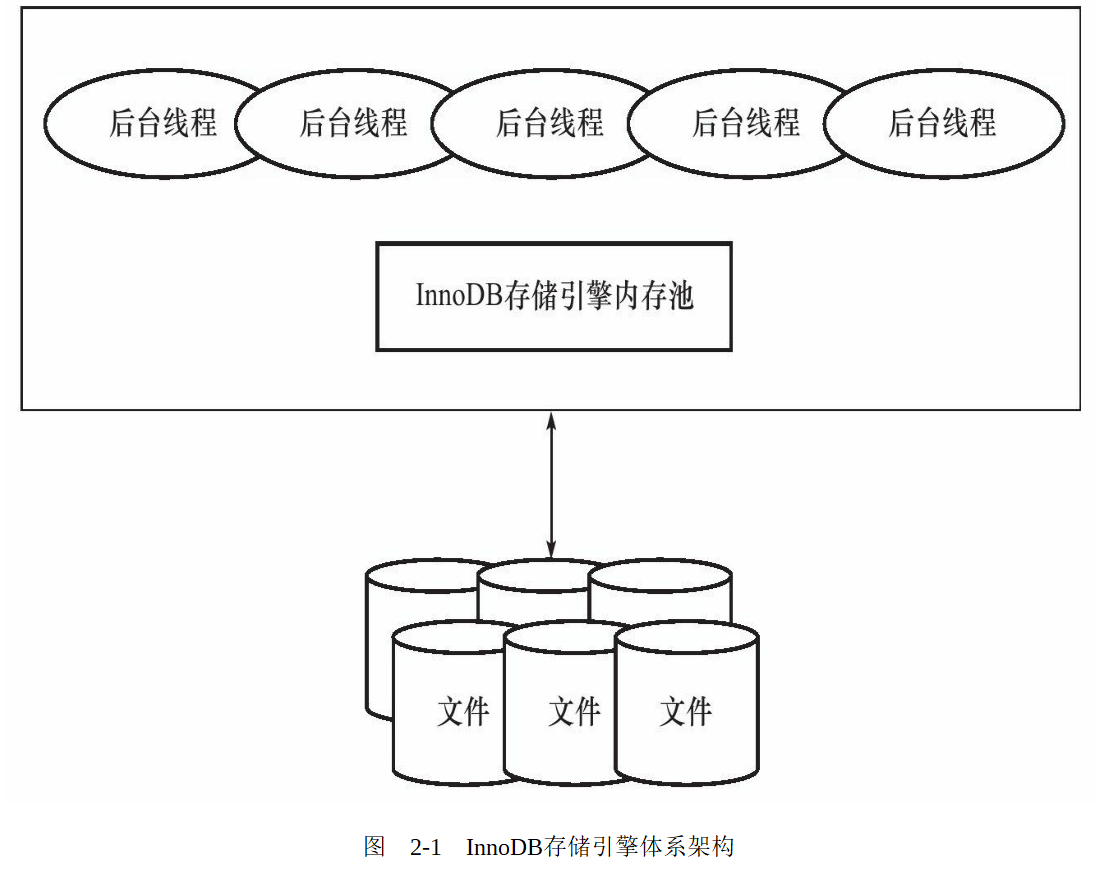 后台线程 后台线程 后台线程 后台线程 后台线程
InnoDB存储引擎内存池
文件 文件 文件
图 2-1 InnoDB存储引擎体系架构